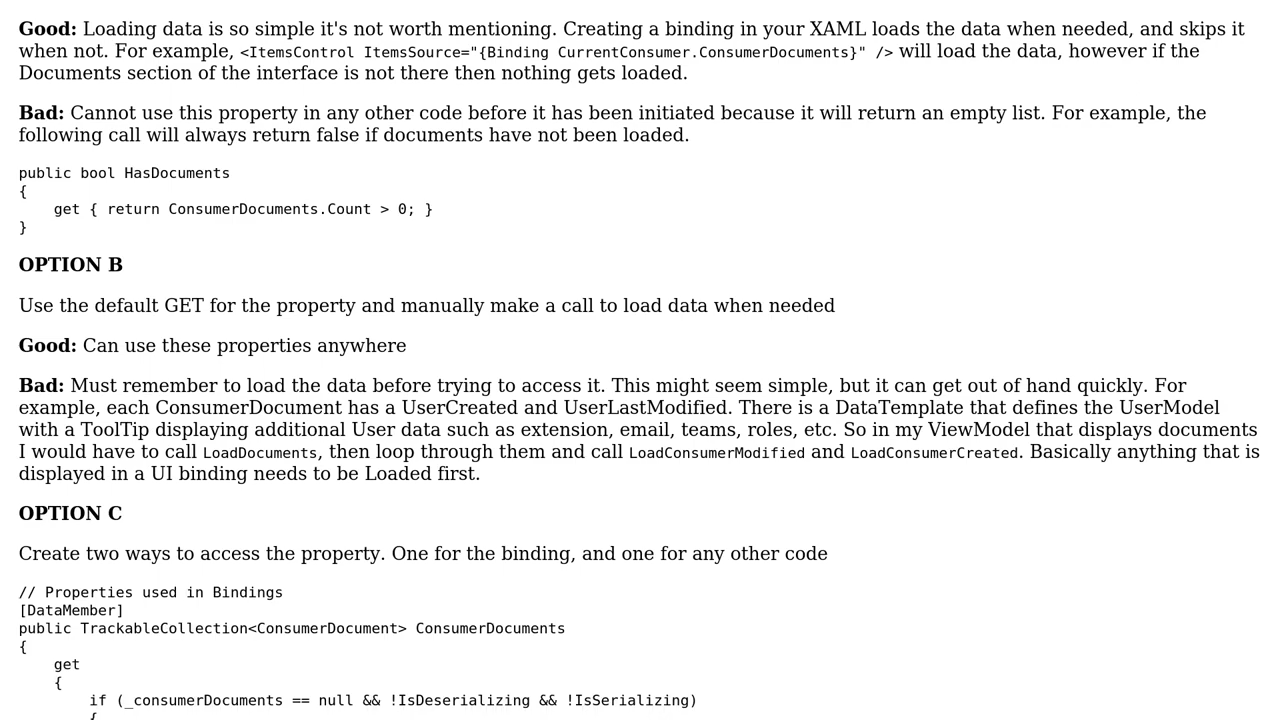 Good: Loading data is so simple it's not worth mentioning. Creating a binding in your XAML loads the data when needed, and skips it
when not. For example, <ItemsControl ItemsSource="{Binding CurrentConsumer.ConsumerDocuments}" /> will load the data, however if the
Documents section of the interface is not there then nothing gets loaded.
Bad: Cannot use this property in any other code before it has been initiated because it will return an empty list. For example, the
following call will always return false if documents have not been loaded.
public bool HasDocuments
{
    get { return ConsumerDocuments.Count > 0; }
}
OPTION B
Use the default GET for the property and manually make a call to load data when needed
Good: Can use these properties anywhere
Bad: Must remember to load the data before trying to access it. This might seem simple, but it can get out of hand quickly. For
example, each ConsumerDocument has a UserCreated and UserLastModified. There is a DataTemplate that defines the UserModel
with a ToolTip displaying additional User data such as extension, email, teams, roles, etc. So in my ViewModel that displays documents
I would have to call LoadDocuments, then loop through them and call LoadConsumerModified and LoadConsumerCreated. Basically anything that is
displayed in a UI binding needs to be Loaded first.
OPTION C
Create two ways to access the property. One for the binding, and one for any other code
// Properties used in Bindings
[DataMember]
public TrackableCollection<ConsumerDocument> ConsumerDocuments
{
    get
    {
        if (_consumerDocuments == null && !IsDeserializing && !IsSerializing)
        {